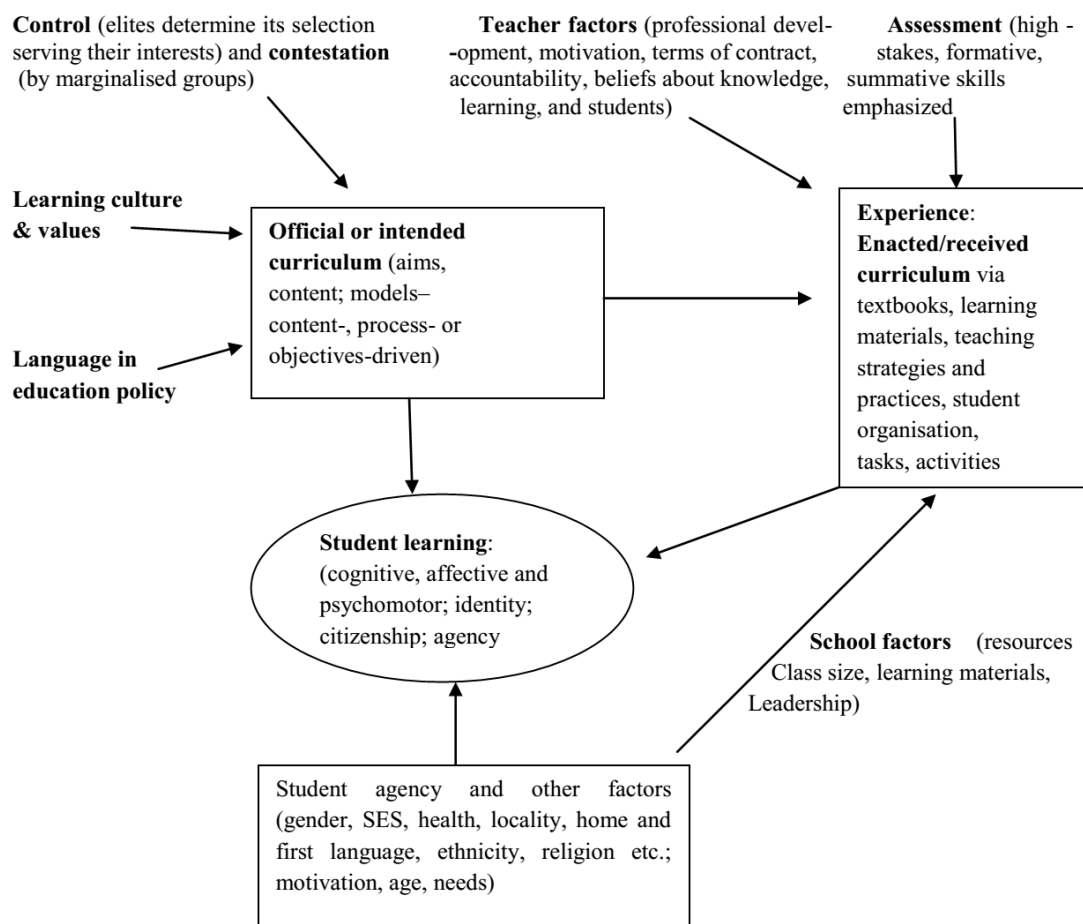 Control (elites determine its selection
serving their interests) and contestation
(by marginalised groups)
Teacher factors (professional devel-
-opment, motivation, terms of contract,
accountability, beliefs about knowledge,
learning, and students)
Assessment (high -
stakes, formative,
summative skills
emphasized
Learning culture
& values
Language in
education policy
Official or intended
curriculum (aims,
content; models–
content-, process- or
objectives-driven)
Experience:
Enacted/received
curriculum via
textbooks, learning
materials, teaching
strategies and
practices, student
organisation,
tasks, activities
Student learning:
(cognitive, affective and
psychomotor; identity;
citizenship; agency
School factors (resources
Class size, learning materials,
Leadership)
Student agency and other factors
(gender, SES, health, locality, home and
first language, ethnicity, religion etc.;
motivation, age, needs)